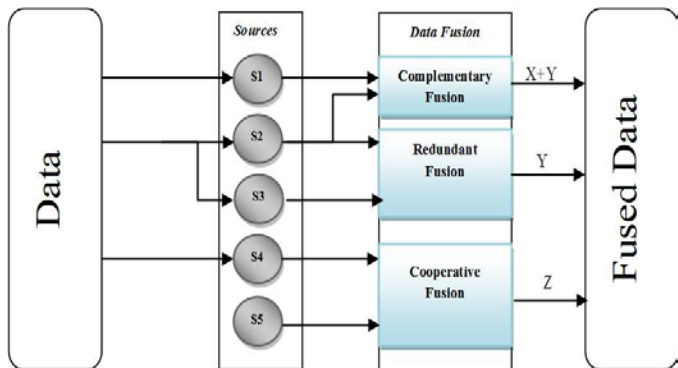 Data
Sources
S1
S2
S3
S4
S5
Data Fusion
Complementary
Fusion
Redundant
Fusion
Cooperative
Fusion
X+Y
Y
Z
Fused Data